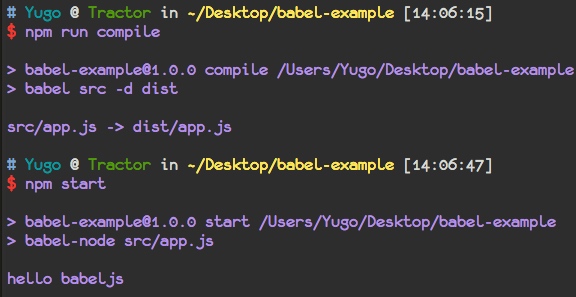 # Yugo @ Tractor in ~/Desktop/babel-example [14:06:15]
$ npm run compile
> babel-example@1.0.0 compile /Users/Yugo/Desktop/babel-example
> babel src -d dist
src/app.js -> dist/app.js
# Yugo @ Tractor in ~/Desktop/babel-example [14:06:47]
$ npm start
> babel-example@1.0.0 start /Users/Yugo/Desktop/babel-example
> babel-node src/app.js
hello babeljs